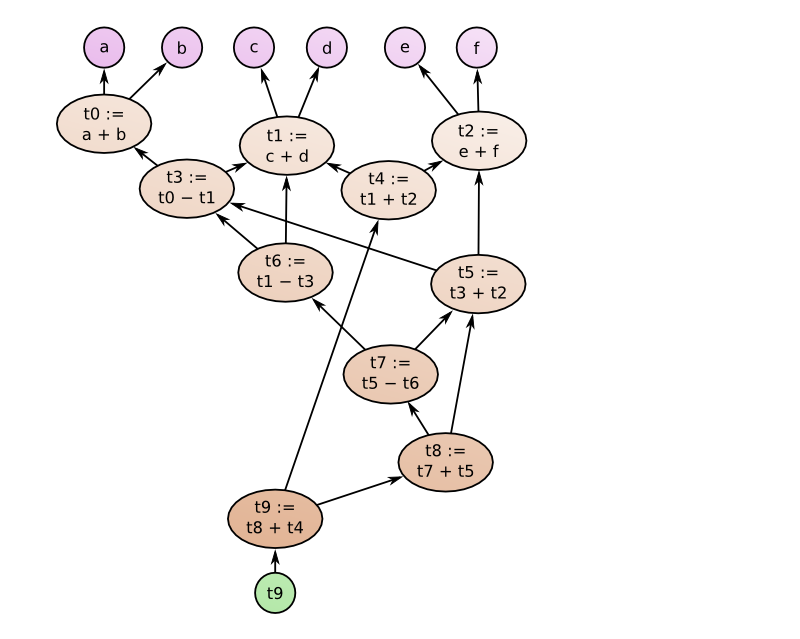 a
b
c
d
e
f
t0 :=
a + b
t1 :=
c + d
t2 :=
e + f
t3 :=
t0 − t1
t4 :=
t1 + t2
t6 :=
t1 − t3
t5 :=
t3 + t2
t7 :=
t5 − t6
t8 :=
t7 + t5
t9 :=
t8 + t4
t9